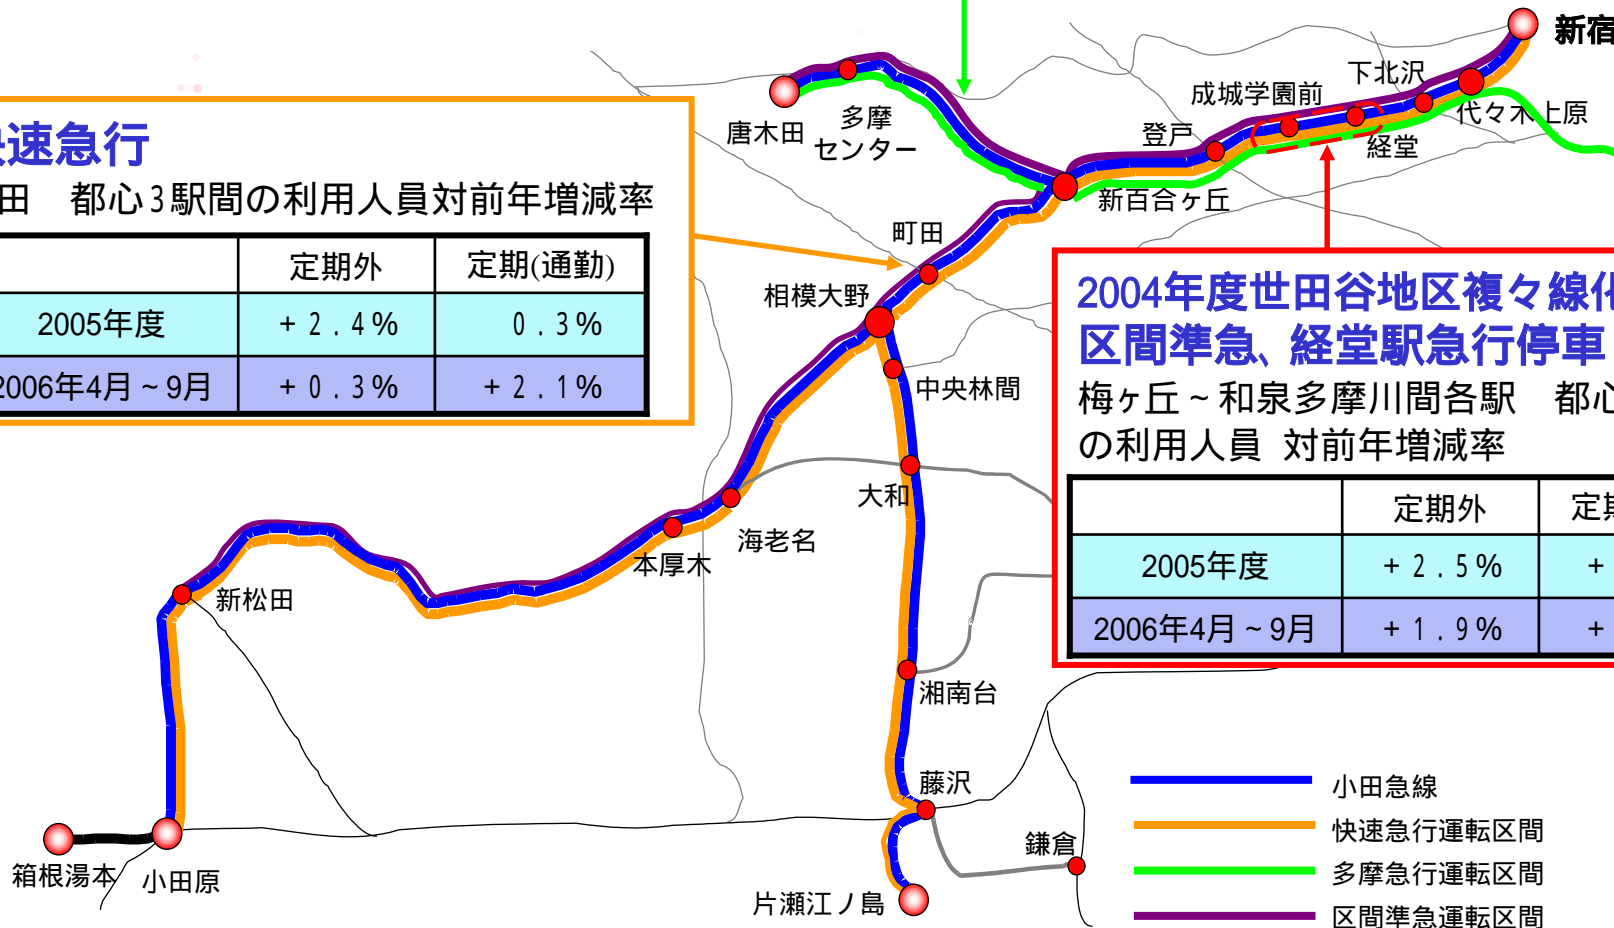 新宿
下北沢
成城学園前
代々木上原
登戸
経堂
多摩
センター
唐木田
新百合ヶ丘
速急行
田 都心3駅間の利用人員対前年増減率
定期外 定期(通勤)
2005年度 +2.4% 0.3%
2006年4月~9月 +0.3% +2.1%
町田
相模大野
中央林間
大和
海老名
本厚木
新松田
湘南台
藤沢
鎌倉
片瀬江ノ島
箱根湯本
小田原
2004年度世田谷地区複々線化
区間準急、経堂駅急行停車
梅ヶ丘~和泉多摩川間各駅 都心
の利用人員 対前年増減率
定期外 定期
2005年度 +2.5% +
2006年4月~9月 +1.9% +
小田急線
快速急行運転区間
多摩急行運転区間
区間準急運転区間